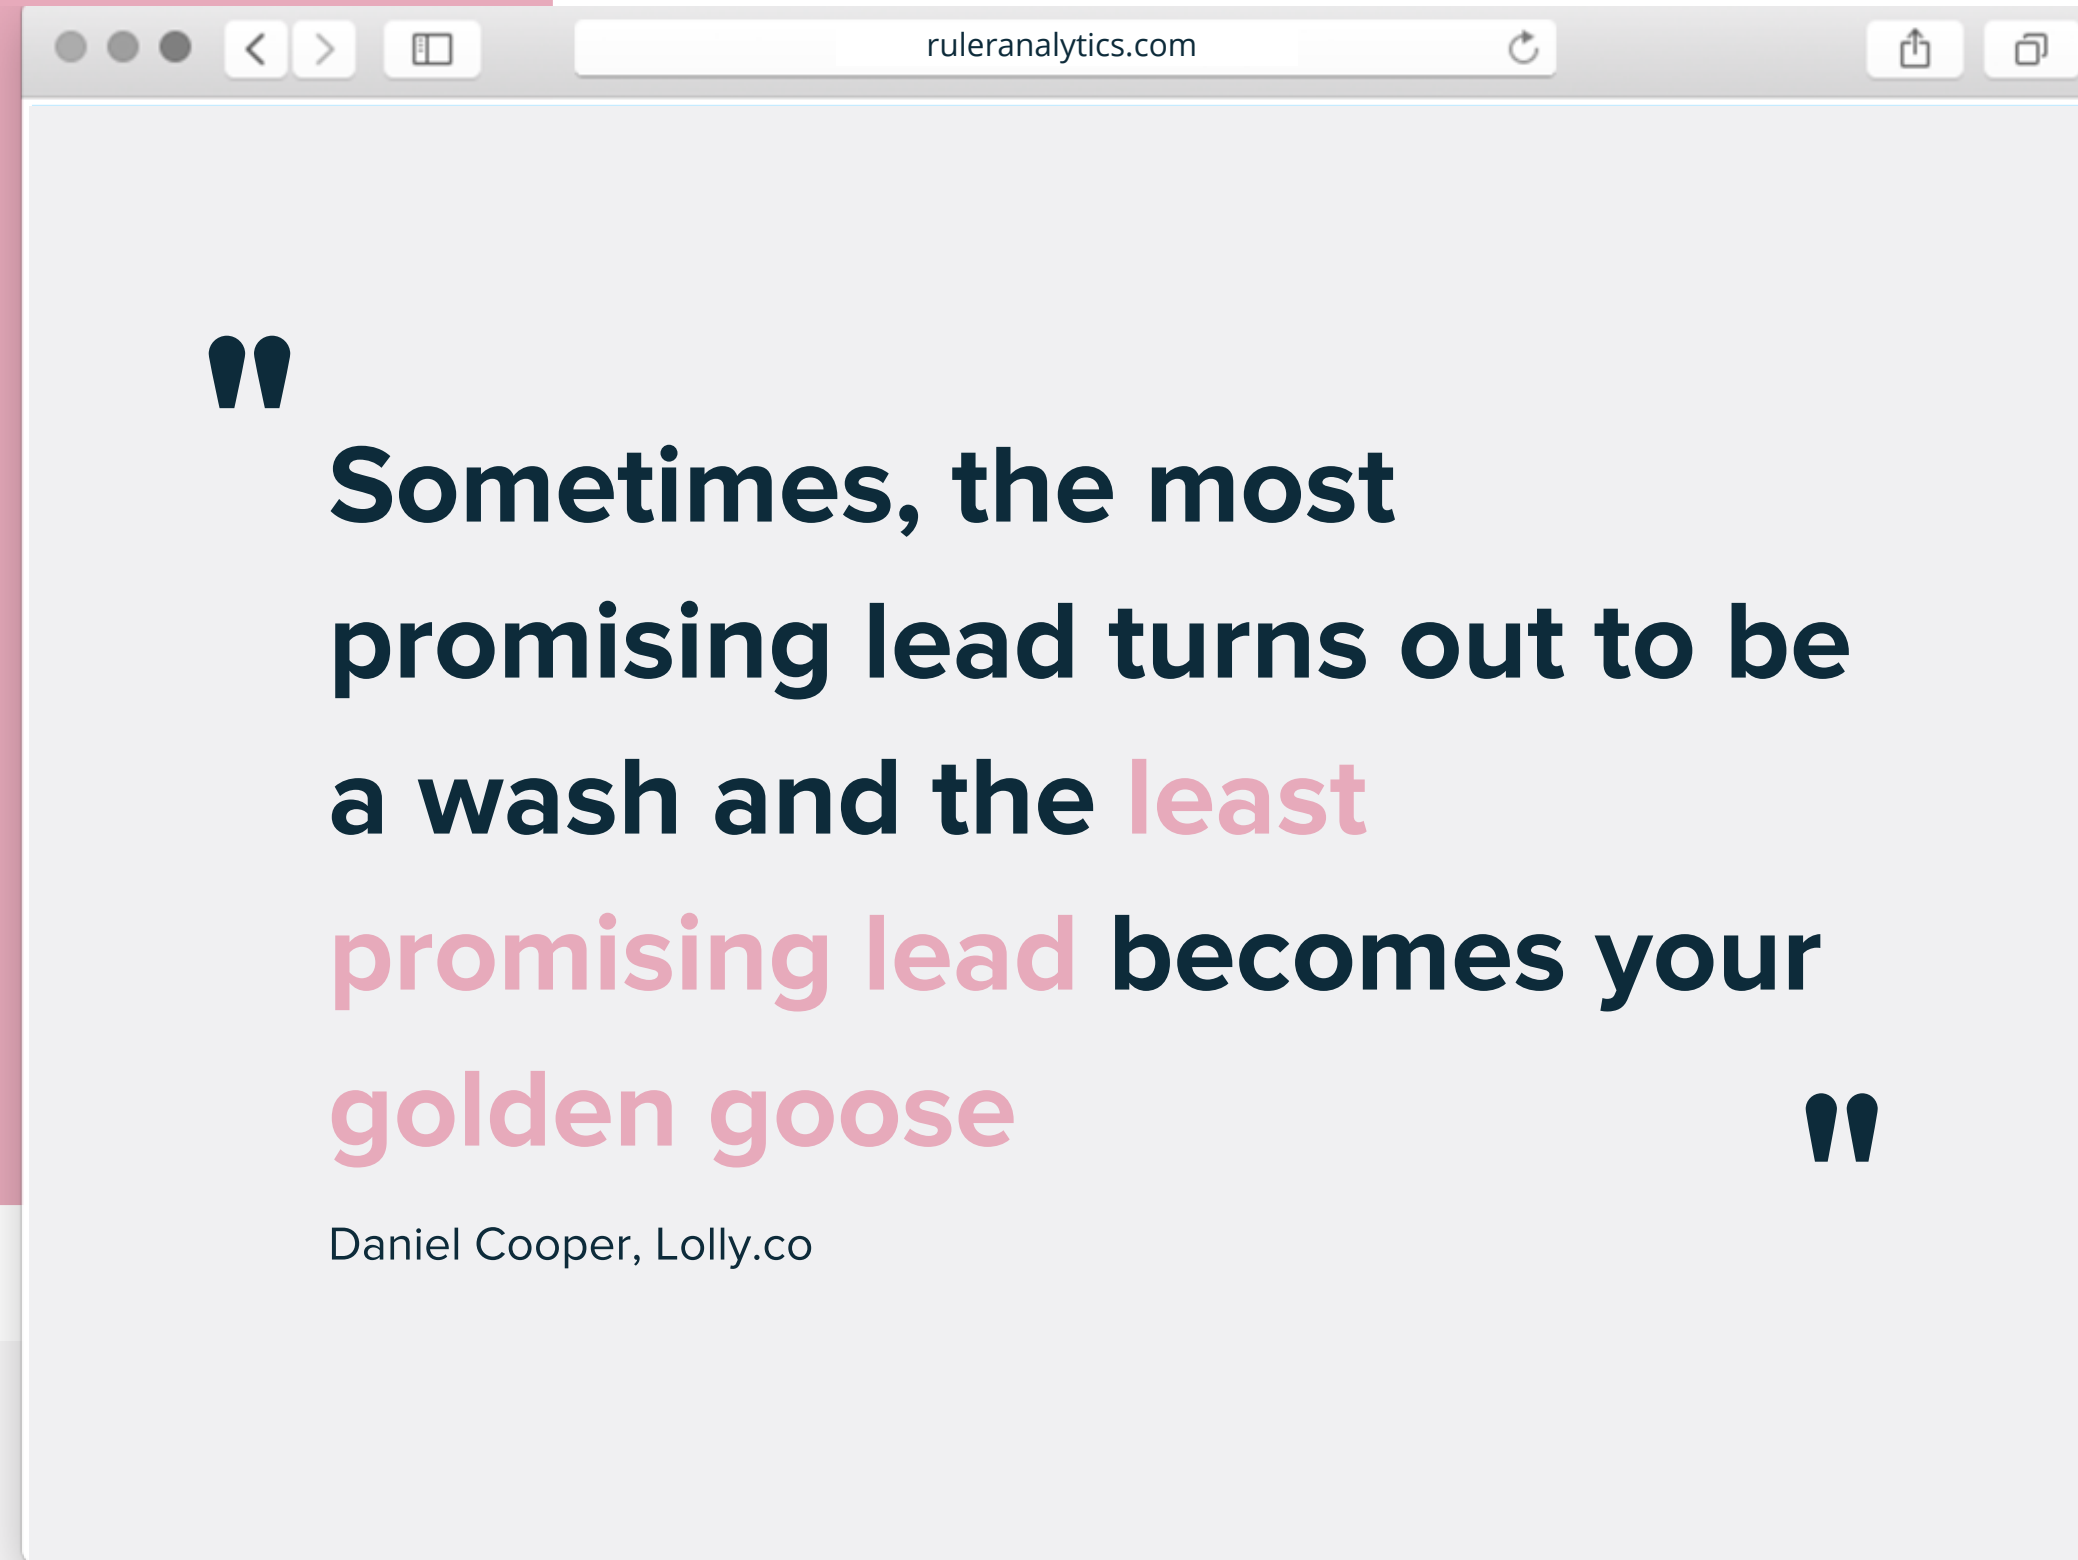 ruleranalytics.com
"
Sometimes, the most
promising lead turns out to be
a wash and the least
promising lead becomes your
golden goose
"
Daniel Cooper, Lolly.co